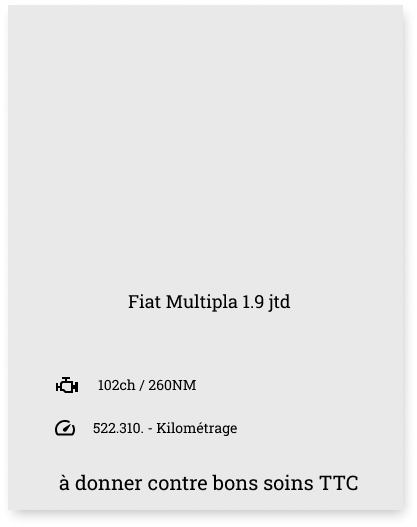 Fiat Multipla 1.9 jtd
102ch / 260NM
522.310. - Kilométrage
à donner contre bons soins TTC